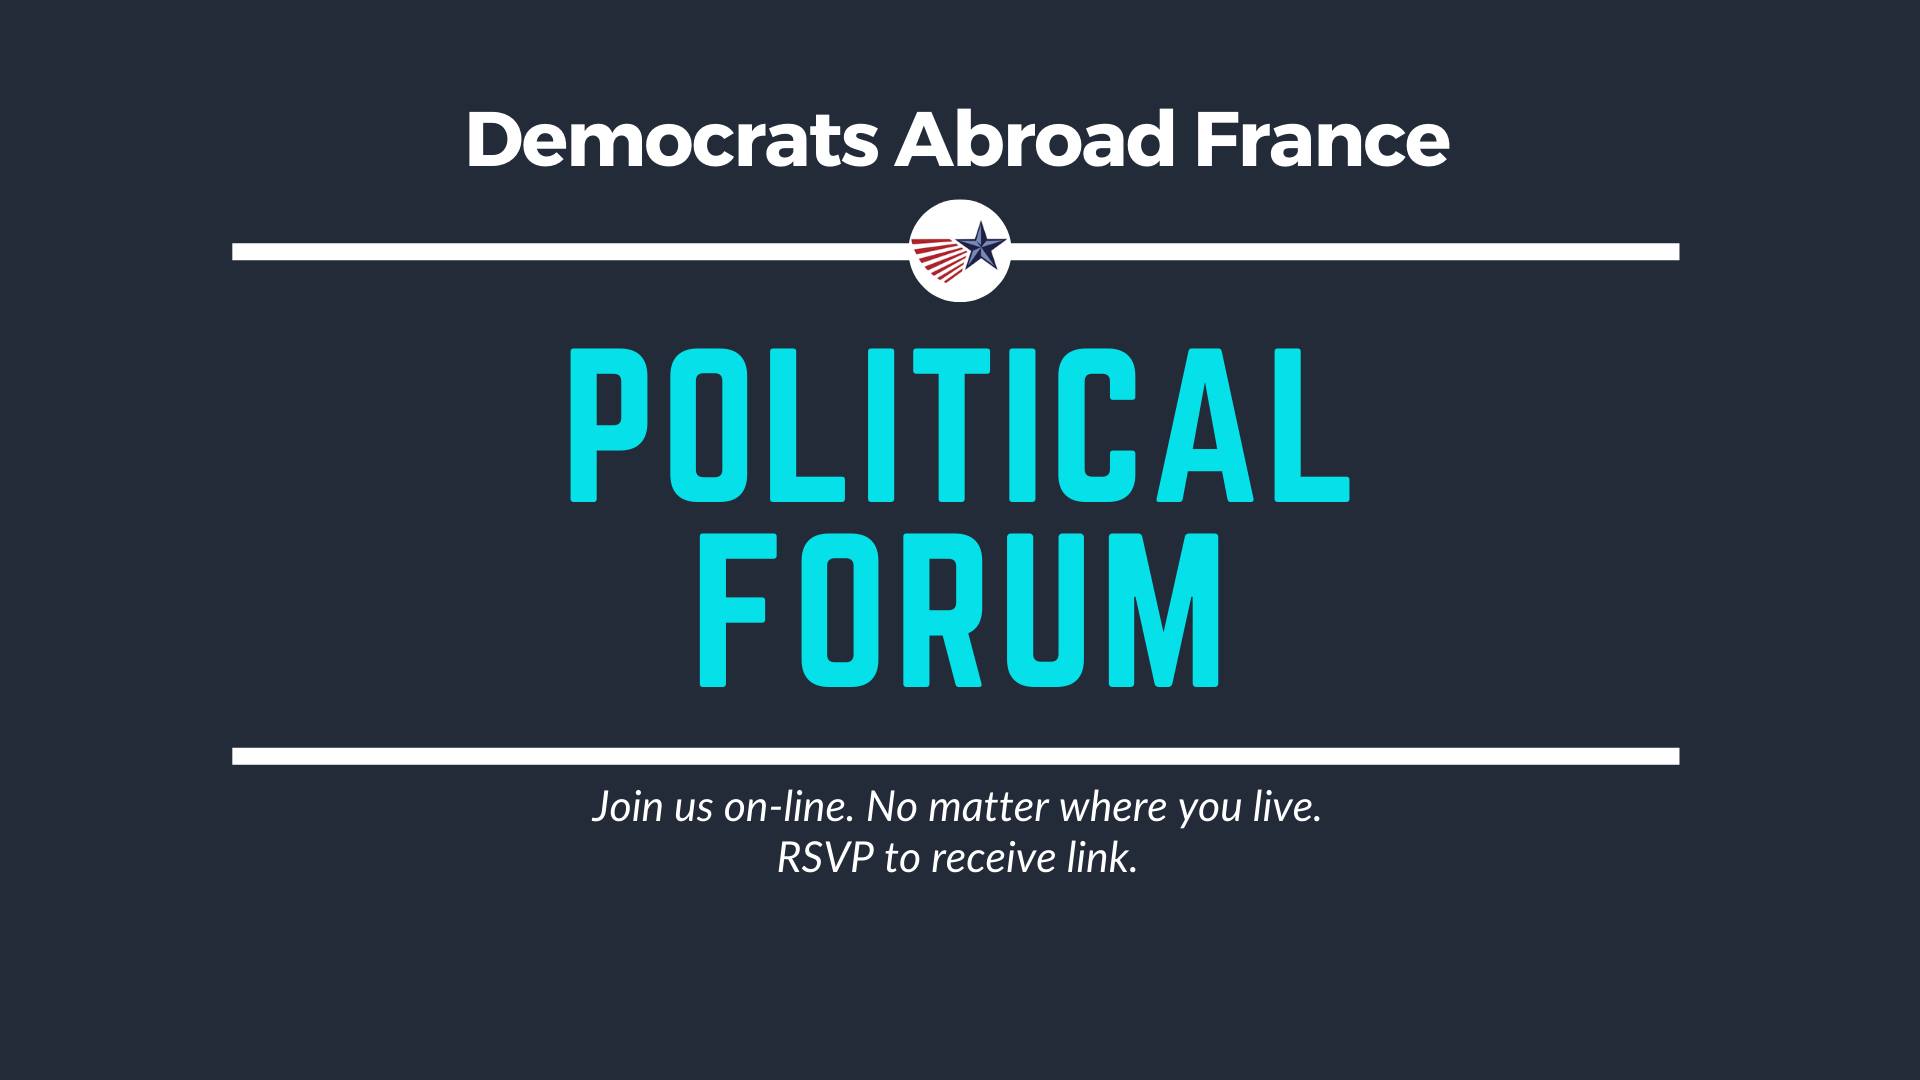 Democrats Abroad France
POLITICAL
FORUM
Join us on-line. No matter where you live.
RSVP to receive link.